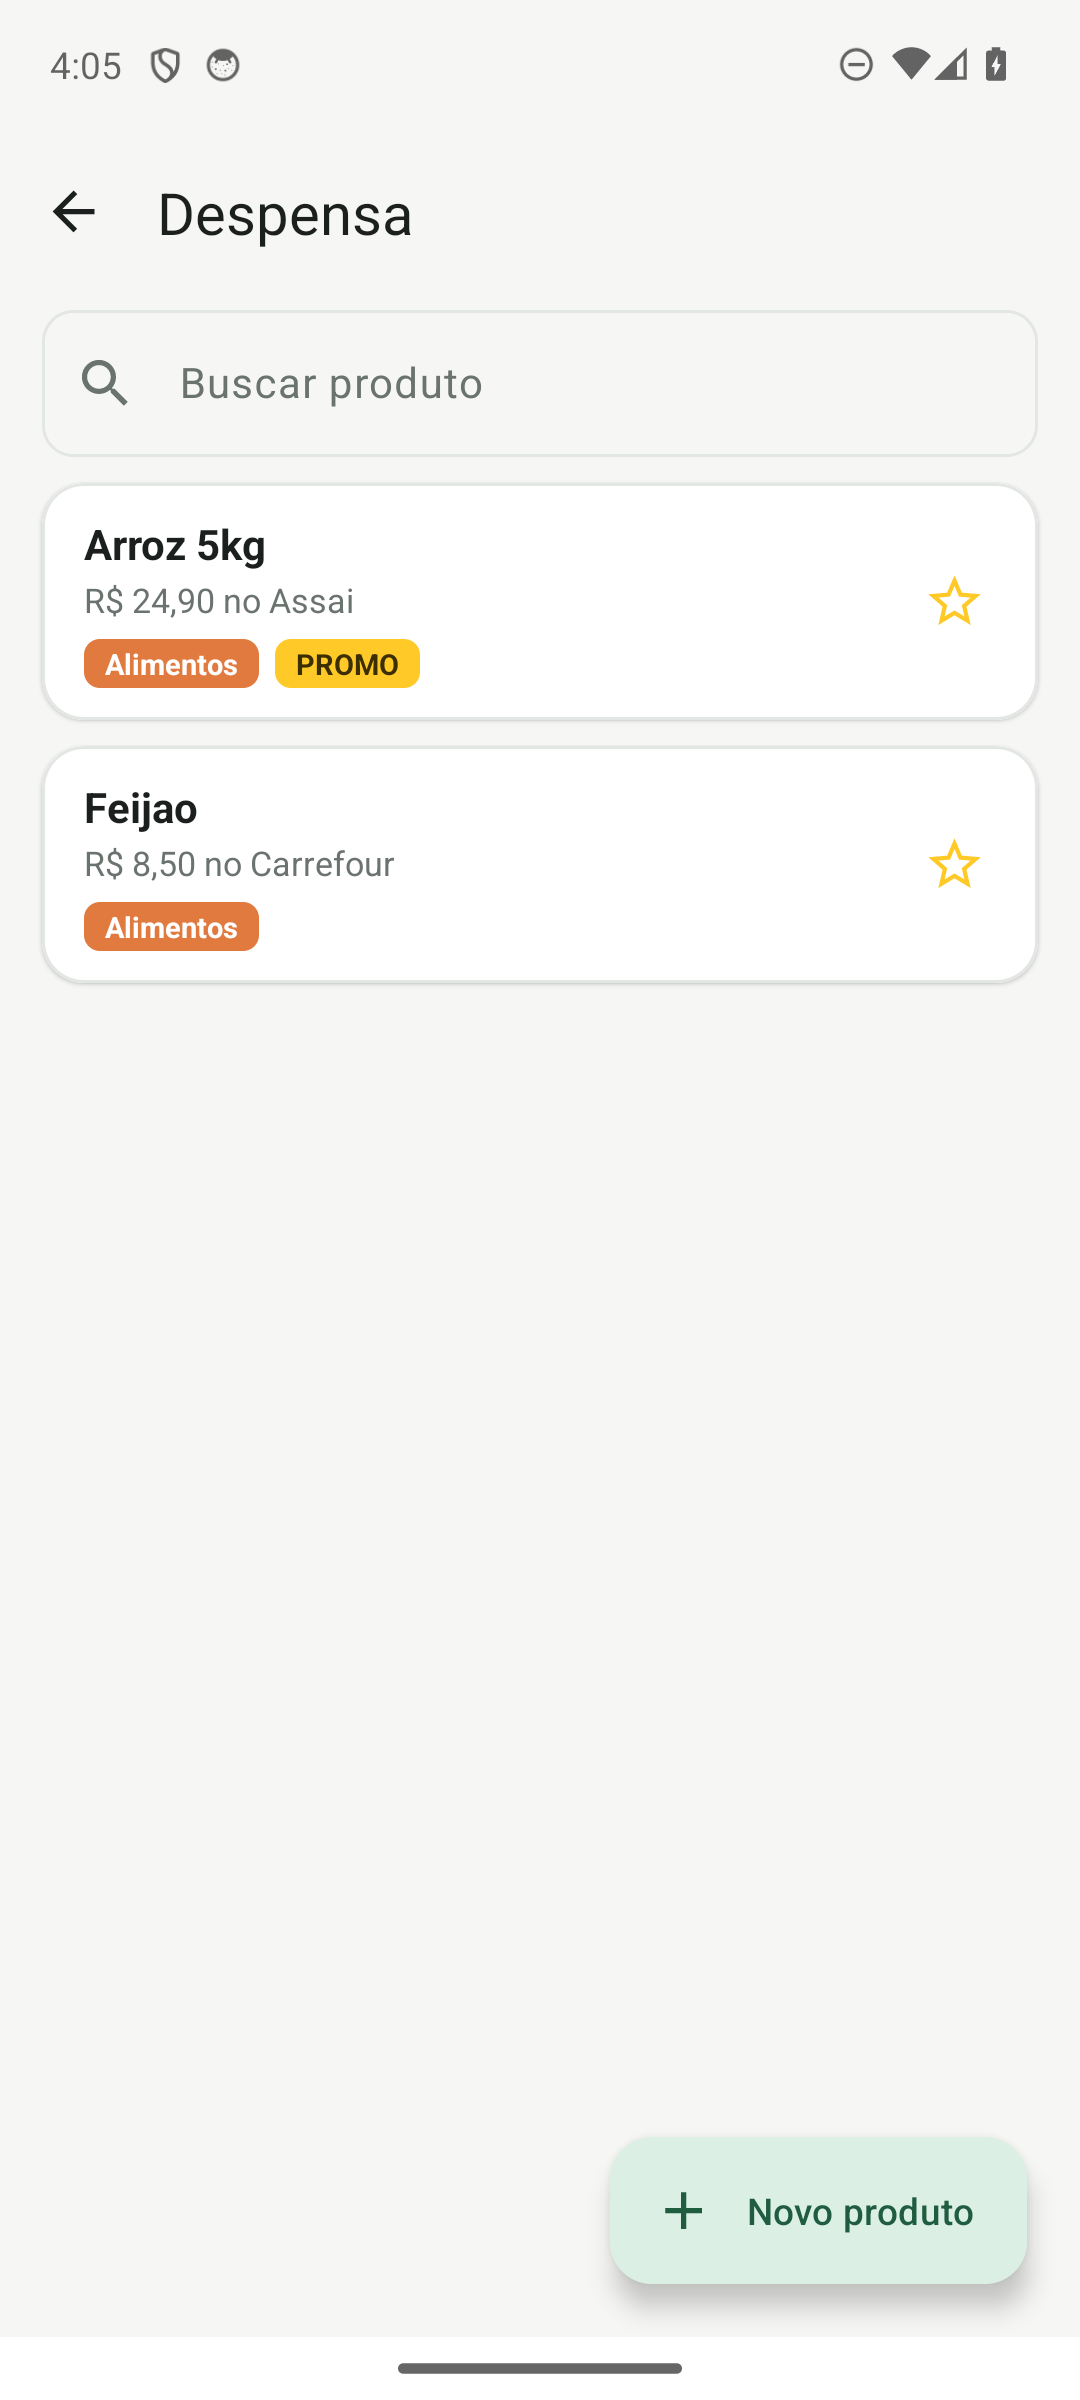 4:05
Despensa
Buscar produto
Arroz 5kg
R$ 24,90 no Assai
Alimentos PROMO
Feijao
R$ 8,50 no Carrefour
Alimentos
Novo produto